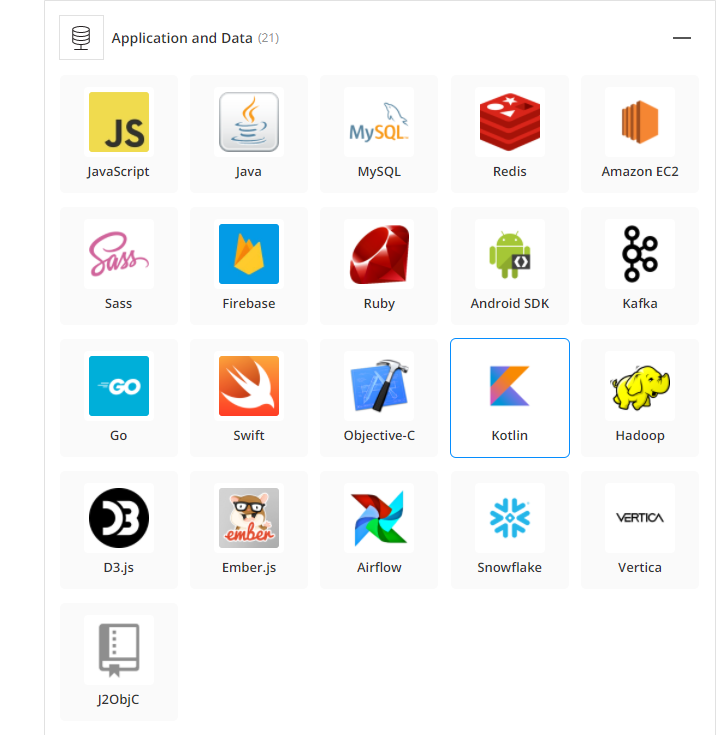 Application and Data (21)
JS
MySQL
JavaScript Java MySQL Redis Amazon EC2
Sass
Sass Firebase Ruby Android SDK Kafka
GO
Go Swift Objective-C Kotlin Hadoop
D3
ember
VERTICA
D3.js Ember.js Airflow Snowflake Vertica
J2ObjC